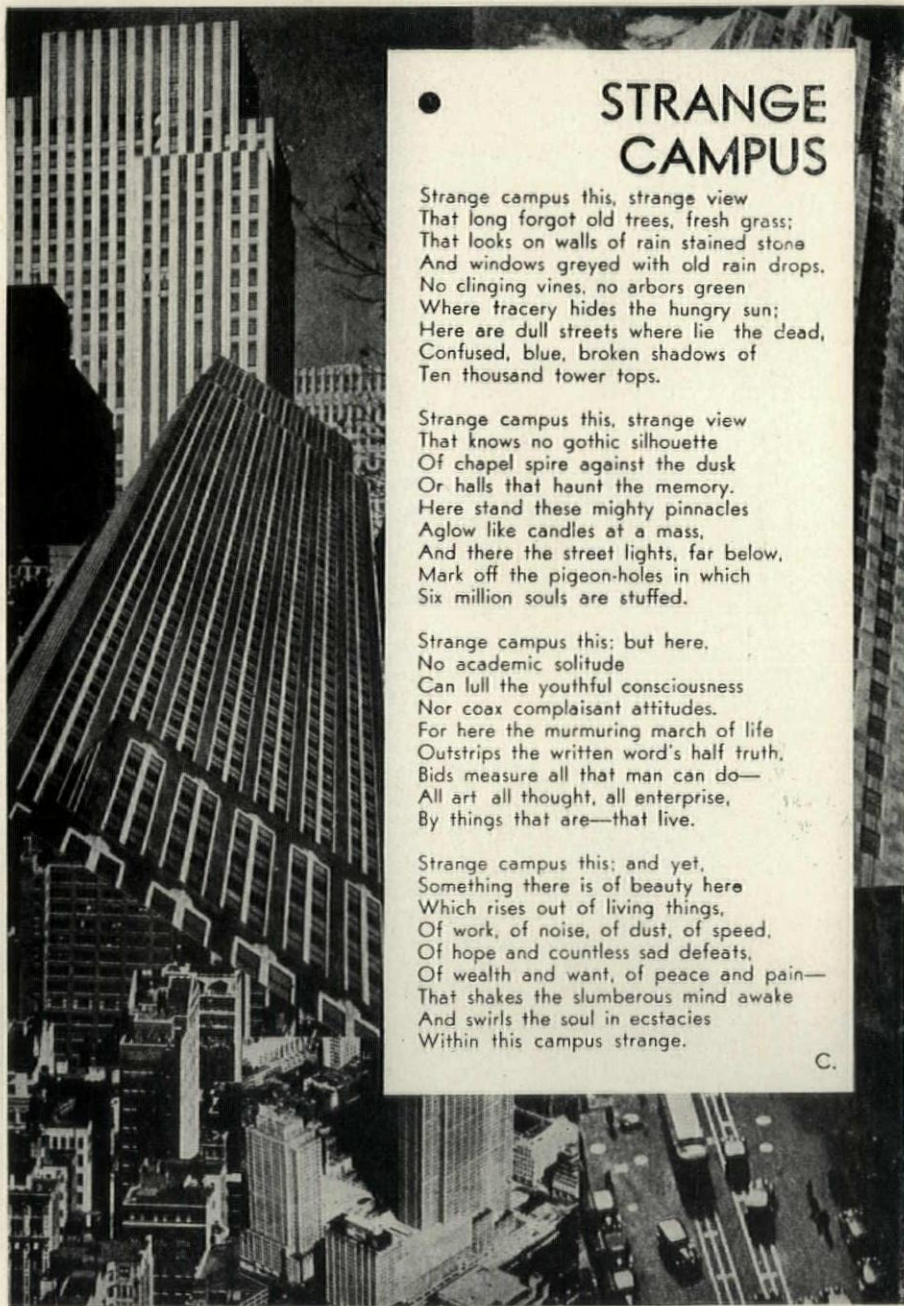 STRANGE
CAMPUS
Strange campus this, strange view
That long forgot old trees, fresh grass;
That looks on walls of rain stained stone
And windows greyed with old rain drops.
No clinging vines, no arbors green
Where tracery hides the hungry sun;
Here are dull streets where lie the dead,
Confused, blue, broken shadows of
Ten thousand tower tops.

Strange campus this, strange view
That knows no gothic silhouette
Of chapel spire against the dusk
Or halls that haunt the memory.
Here stand these mighty pinnacles
Aglow like candles at a mass,
And there the street lights, far below,
Mark off the pigeon-holes in which
Six million souls are stuffed.

Strange campus this; but here,
No academic solitude
Can lull the youthful consciousness
Nor coax complaisant attitudes.
For here the murmuring march of life
Outstrips the written word's half truth,
Bids measure all that man can do—
All art all thought, all enterprise,
By things that are—that live.

Strange campus this; and yet,
Something there is of beauty here
Which rises out of living things,
Of work, of noise, of dust, of speed,
Of hope and countless sad defeats,
Of wealth and want, of peace and pain—
That shakes the slumberous mind awake
And swirls the soul in ecstacies
Within this campus strange.
C.